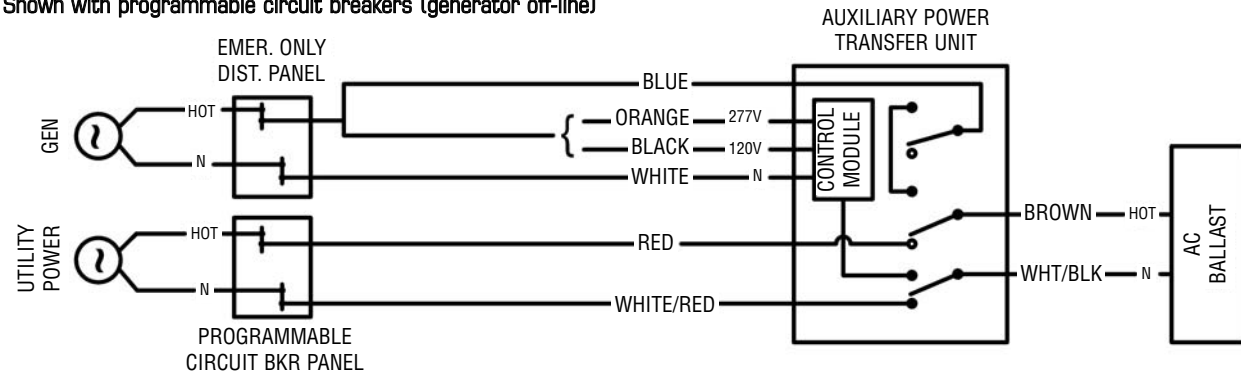 Shown with programmable circuit breakers (generator off-line)
AUXILIARY POWER
TRANSFER UNIT
EMER. ONLY
DIST. PANEL
GEN
HOT
N
BLUE
ORANGE
277V
BLACK
120V
WHITE
N
CONTROL
MODULE
UTILITY
POWER
HOT
N
RED
WHITE/RED
PROGRAMMABLE
CIRCUIT BKR PANEL
BROWN
HOT
WHT/BLK
N
AC
BALLAST